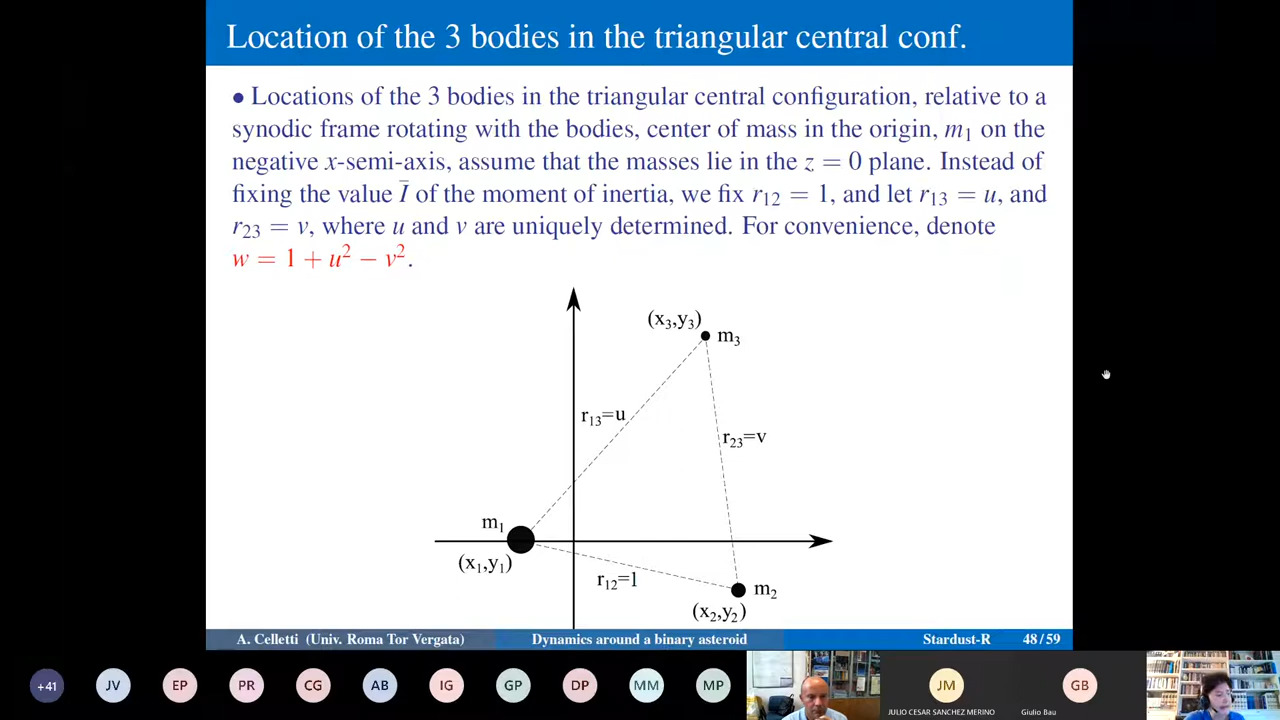 Location of the 3 bodies in the triangular central conf.
• Locations of the 3 bodies in the triangular central configuration, relative to a
synodic frame rotating with the bodies, center of mass in the origin, m₁ on the
negative x-semi-axis, assume that the masses lie in the z = 0 plane. Instead of
fixing the value Ī of the moment of inertia, we fix r₁₂ = 1, and let r₁₃ = u, and
r₂₃ = v, where u and v are uniquely determined. For convenience, denote
w = 1 + u² − v².
(x₃,y₃)
m₃
r₁₃=u
r₂₃=v
m₁
(x₁,y₁)
r₁₂=1
m₂
(x₂,y₂)
A. Celletti (Univ. Roma Tor Vergata) Dynamics around a binary asteroid Stardust-R 48 / 59
+41 JV EP PR CG AB IG GP DP MM MP JM GB
JULIO CESAR SANCHEZ MERINO Giulio Bau